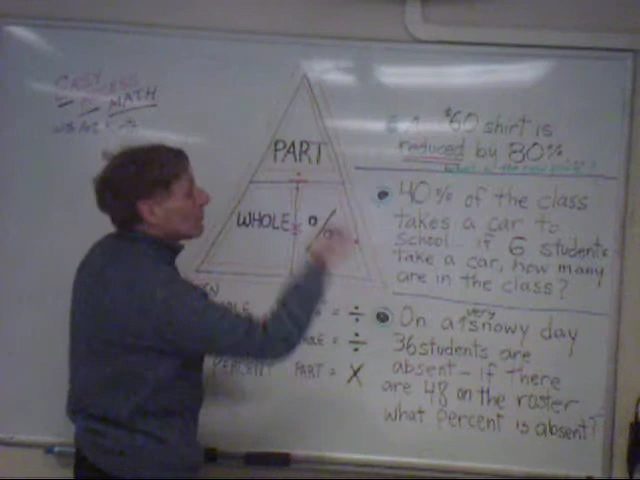 EASY
MATH
PART
WHOLE
%
PERCENT PART = X
= ÷
= ÷
$60 shirt is
reduced by 80%
40% of the class
takes a car to
school - if 6 students
take a car, how many
are in the class?
On a very snowy day
36 students are
absent - if there
are 48 on the roster
what percent is absent?